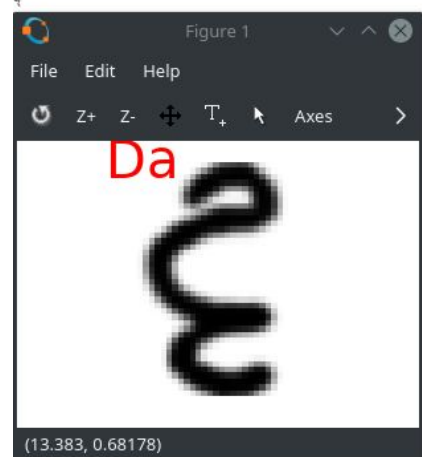 Figure 1
File Edit Help
Z+ Z- T+ Axes
Da
(13.383, 0.68178)